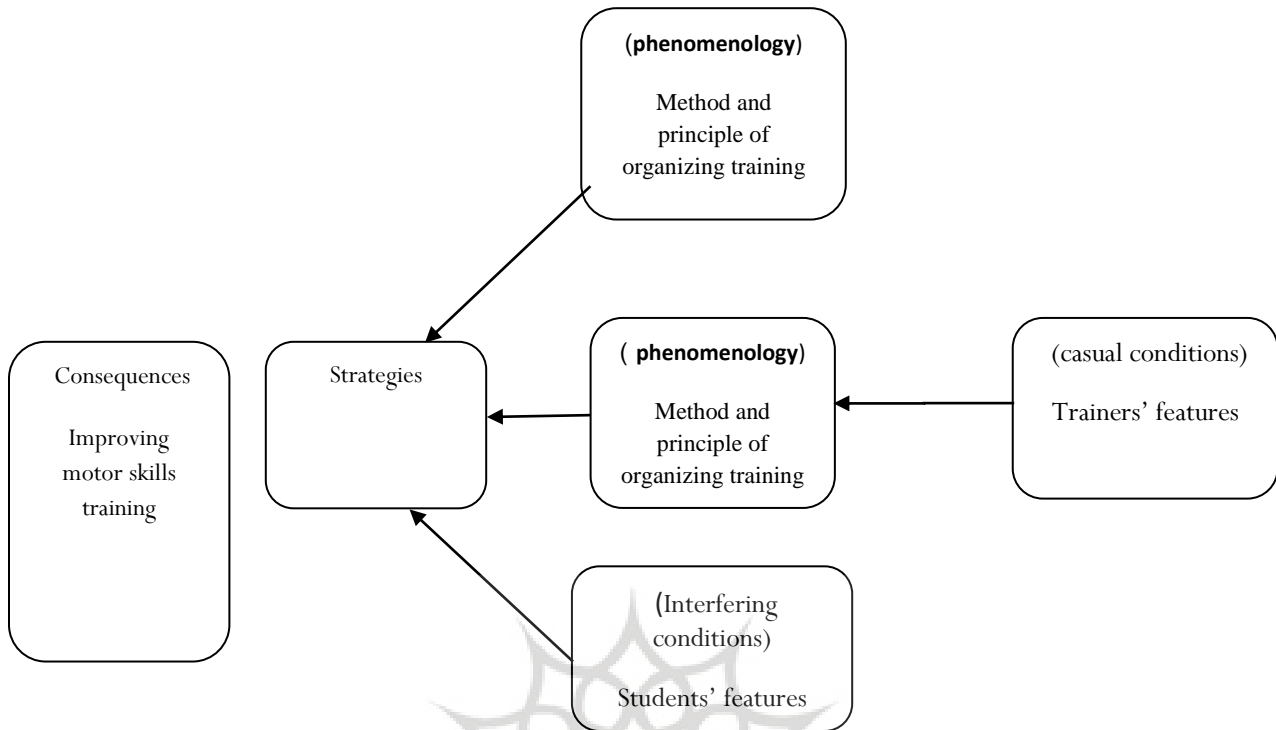 (phenomenology)
Method and
principle of
organizing training
Consequences
Improving
motor skills
training
Strategies
( phenomenology)
Method and
principle of
organizing training
(casual conditions)
Trainers’ features
(Interfering
conditions)
Students’ features